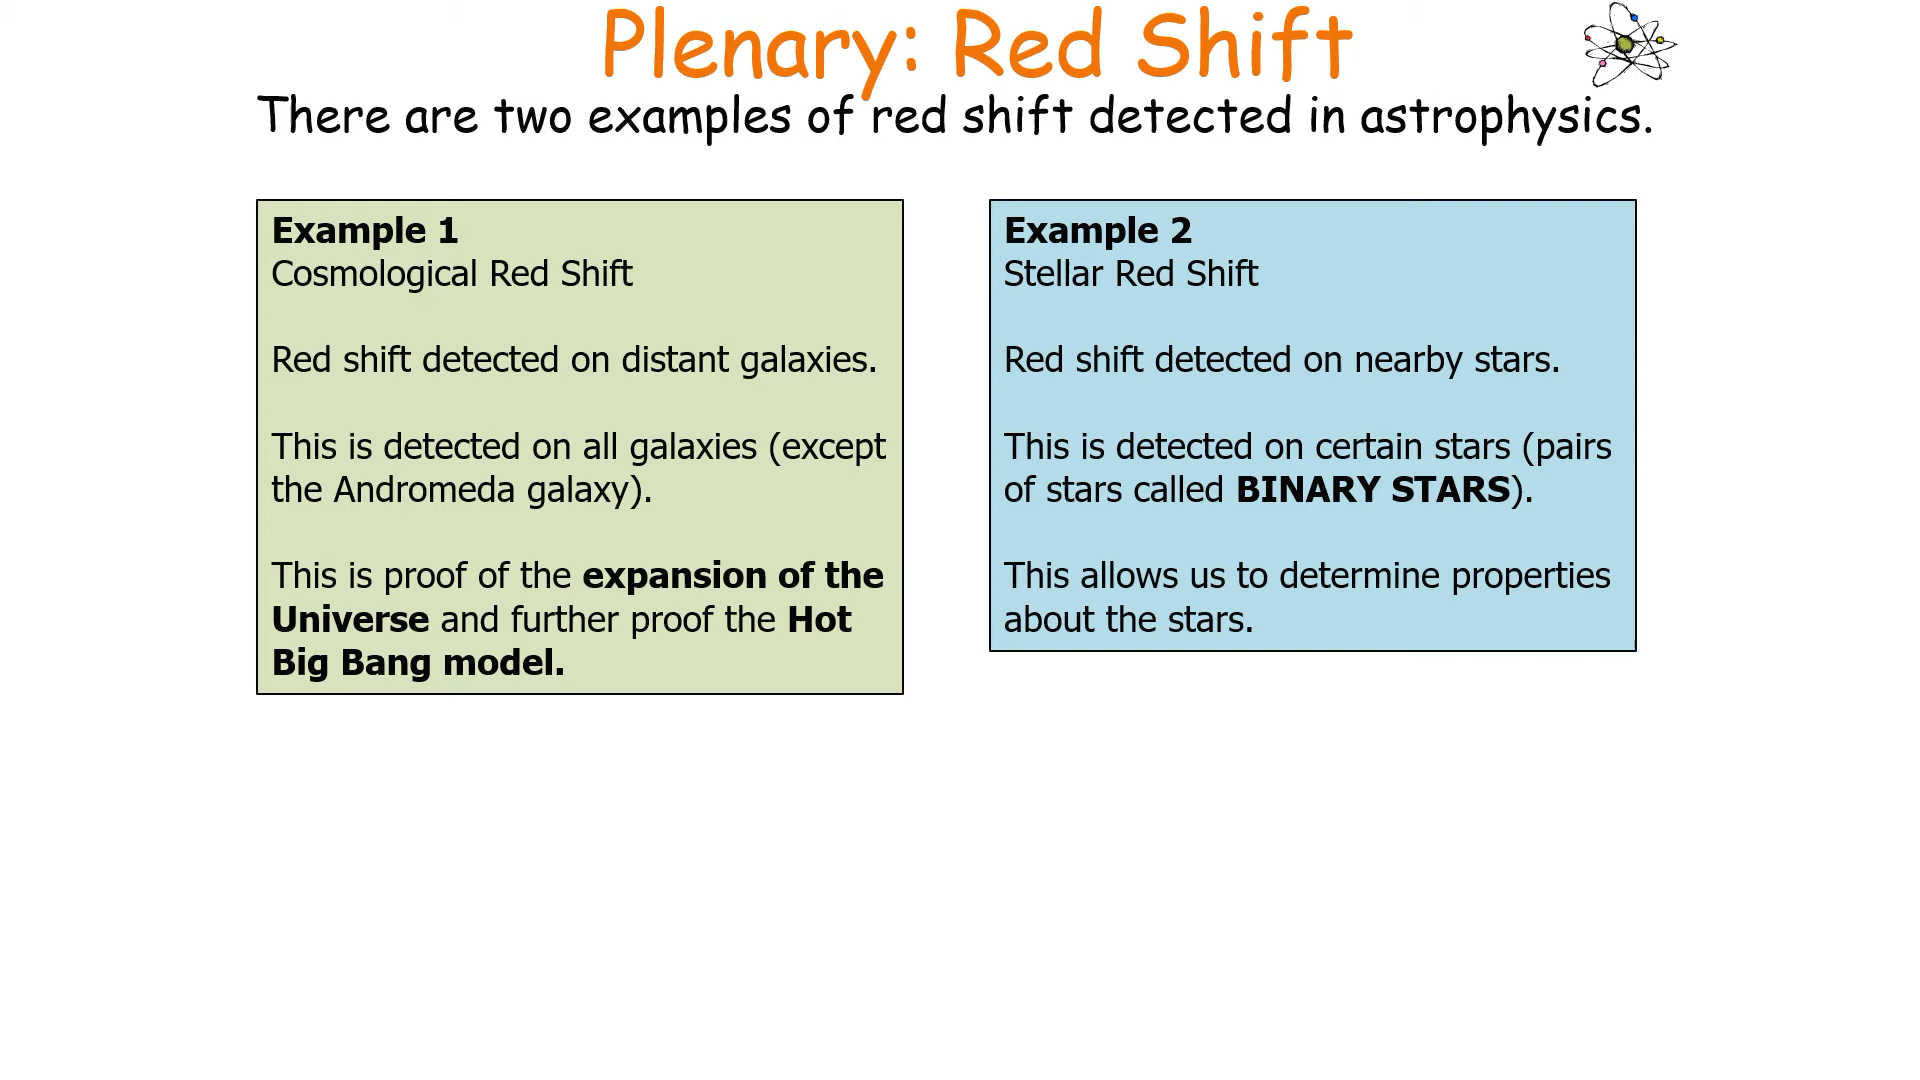 Plenary: Red Shift
There are two examples of red shift detected in astrophysics.
Example 1
Cosmological Red Shift
Red shift detected on distant galaxies.
This is detected on all galaxies (except
the Andromeda galaxy).
This is proof of the expansion of the
Universe and further proof the Hot
Big Bang model.
Example 2
Stellar Red Shift
Red shift detected on nearby stars.
This is detected on certain stars (pairs
of stars called BINARY STARS).
This allows us to determine properties
about the stars.